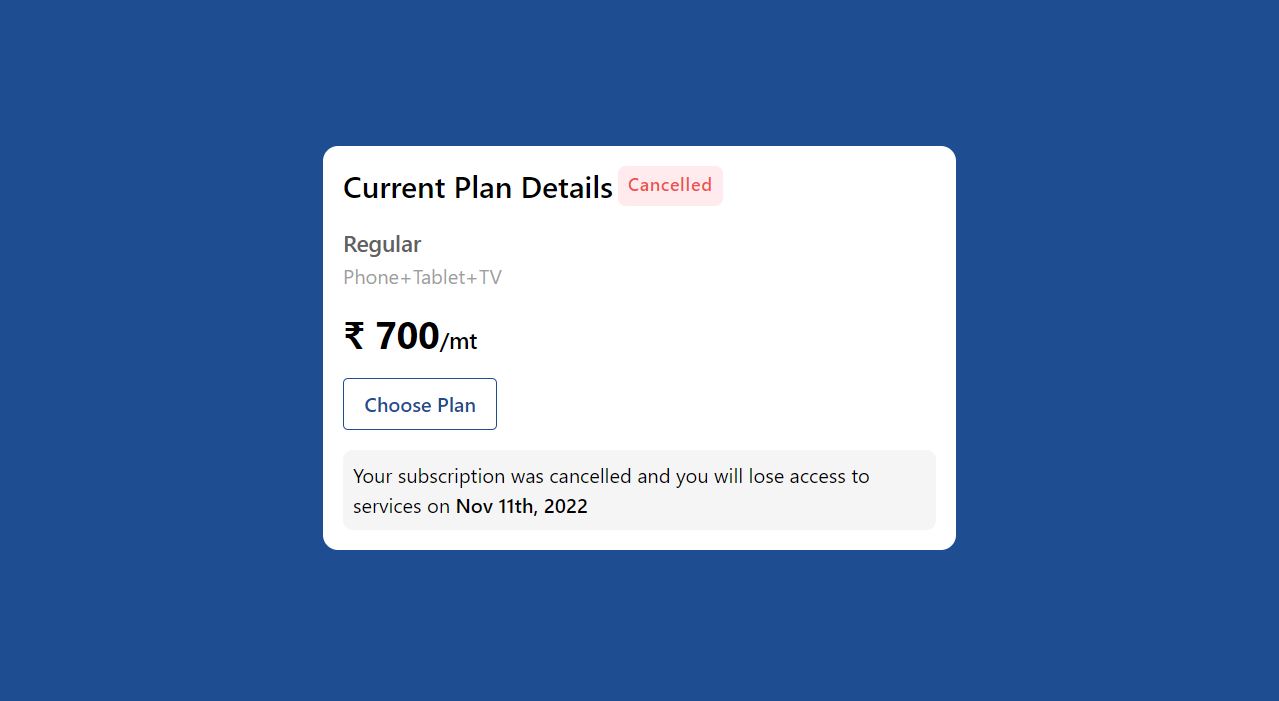 Current Plan Details Cancelled
Regular
Phone+Tablet+TV
₹ 700/mt
Choose Plan
Your subscription was cancelled and you will lose access to
services on Nov 11th, 2022